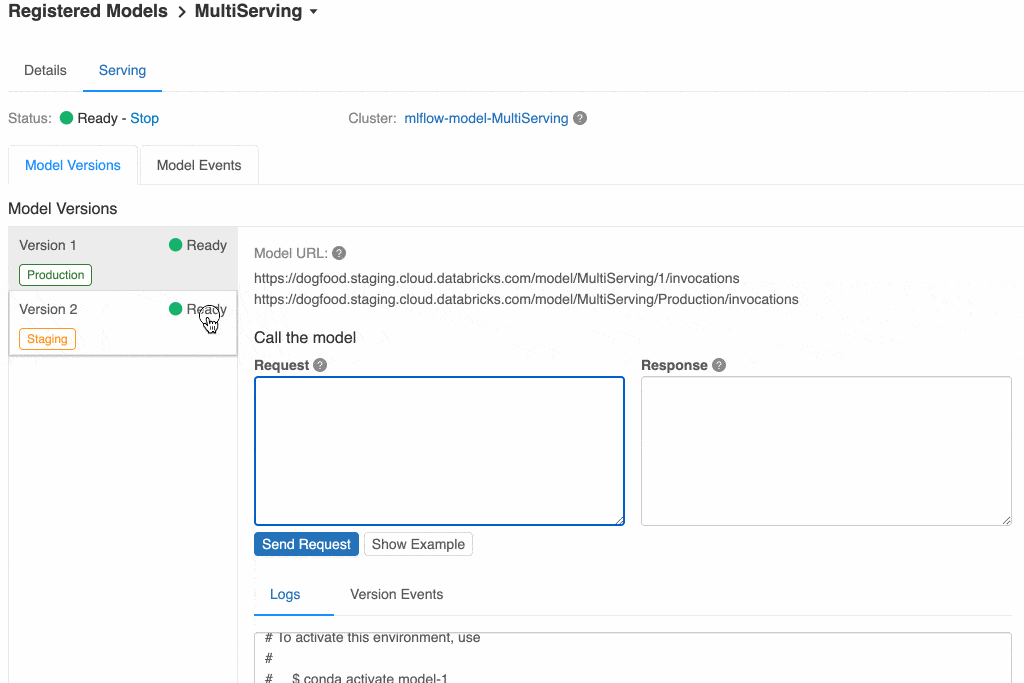 Registered Models > MultiServing
Details Serving
Status: Ready - Stop Cluster: mlflow-model-MultiServing ?
Model Versions Model Events
Model Versions
Version 1 Ready
Production
Version 2 Ready
Staging
Model URL: ?
https://dogfood.staging.cloud.databricks.com/model/MultiServing/1/invocations
https://dogfood.staging.cloud.databricks.com/model/MultiServing/Production/invocations
Call the model
Request ? Response ?
Send Request Show Example
Logs Version Events
# To activate this environment, use
#
# $ conda activate model-1